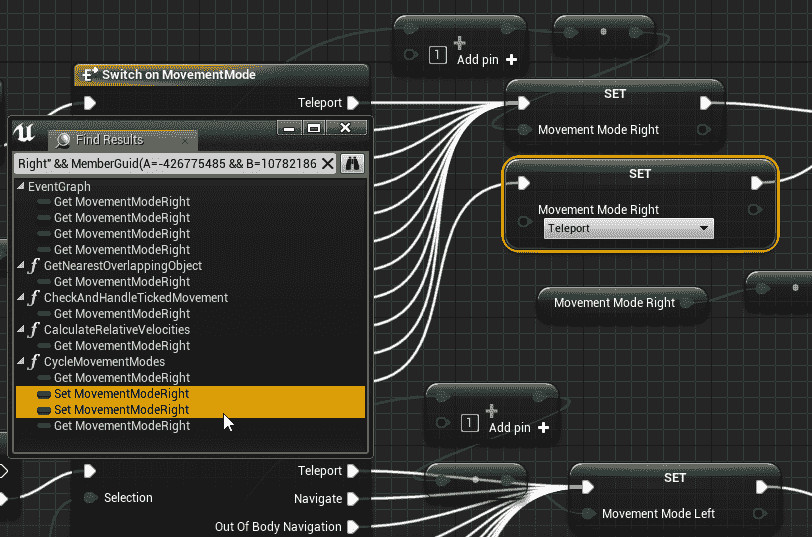 1
Add pin
Switch on MovementMode
Teleport
SET
Movement Mode Right
Find Results
Right" && MemberGuid(A=-426775485 && B=10782186
EventGraph
Get MovementModeRight
Get MovementModeRight
Get MovementModeRight
Get MovementModeRight
f GetNearestOverlappingObject
Get MovementModeRight
f CheckAndHandleTickedMovement
Get MovementModeRight
f CalculateRelativeVelocities
Get MovementModeRight
f CycleMovementModes
Get MovementModeRight
Set MovementModeRight
Set MovementModeRight
Get MovementModeRight
SET
Movement Mode Right
Teleport
Movement Mode Right
1
Add pin
Teleport
Selection
Navigate
Out Of Body Navigation
SET
Movement Mode Left